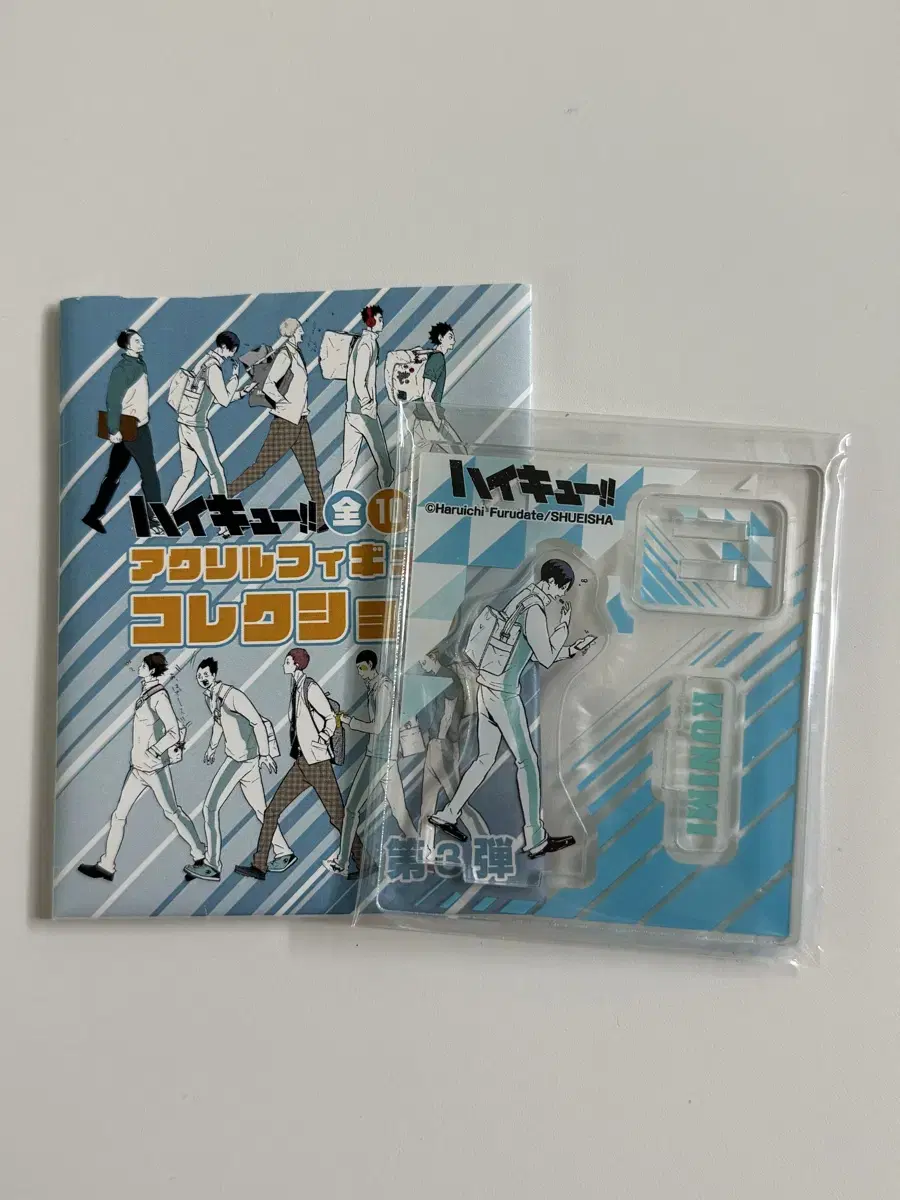 ハイキュー!! 全10
アクリルフィギ
コレクショ
第3弾
ハイキュー!!
©Haruichi Furudate/SHUEISHA
KUNIMI